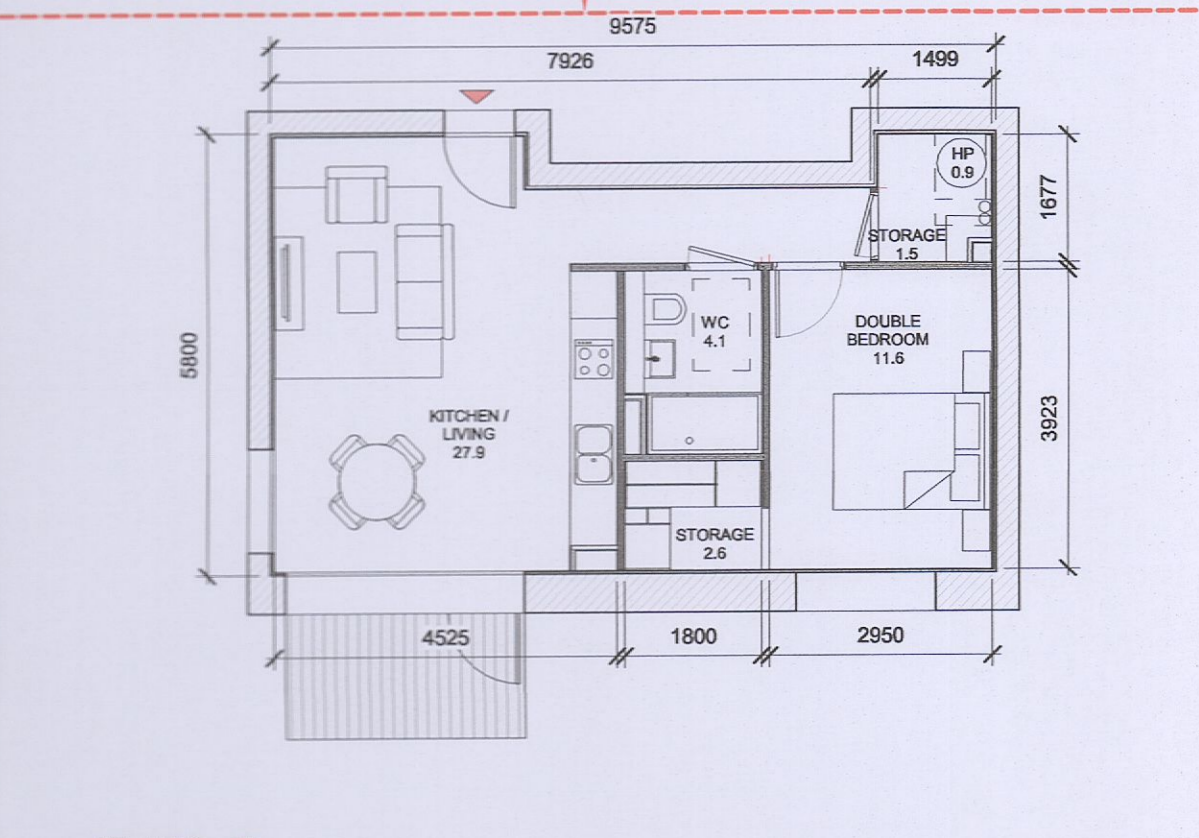 9575
7926
1499
HP
0.9
1677
STORAGE
1.5
5800
WC
4.1
DOUBLE
BEDROOM
11.6
KITCHEN /
LIVING
27.9
3923
STORAGE
2.6
4525
1800
2950